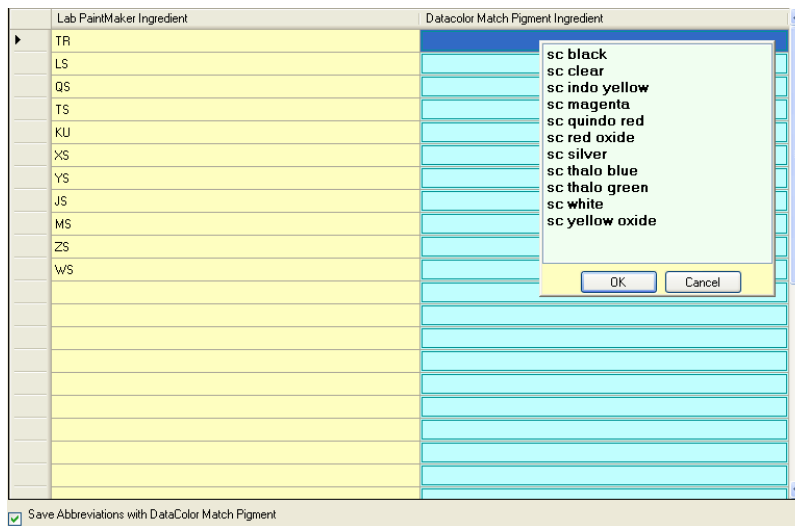 Lab PaintMaker Ingredient Datacolor Match Pigment Ingredient
TR
LS
QS
TS
KU
XS
YS
JS
MS
ZS
WS
sc black
sc clear
sc indo yellow
sc magenta
sc quindo red
sc red oxide
sc silver
sc thalo blue
sc thalo green
sc white
sc yellow oxide
OK Cancel
Save Abbreviations with DataColor Match Pigment